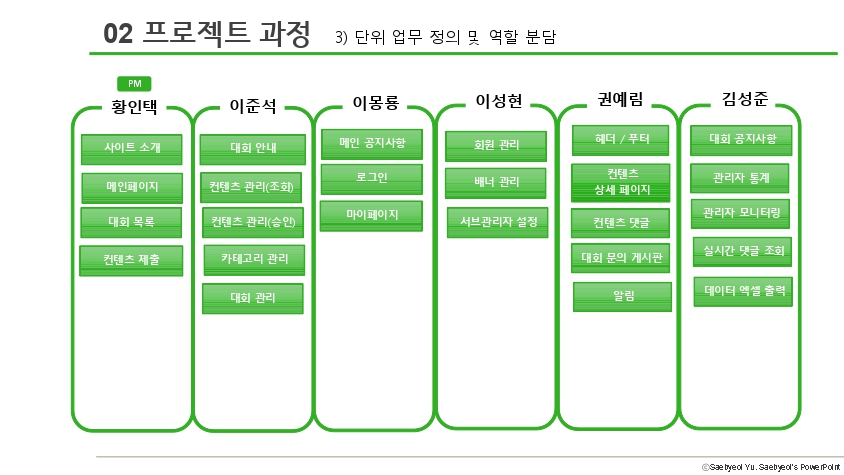 02 프로젝트 과정 3) 단위 업무 정의 및 역할 분담
PM
황인택
사이트 소개
메인페이지
대회 목록
컨텐츠 제출
이준석
대회 안내
컨텐츠 관리(조회)
컨텐츠 관리(승인)
카테고리 관리
대회 관리
이몽룡
메인 공지사항
로그인
마이페이지
이성현
회원 관리
배너 관리
서브관리자 설정
권예림
헤더 / 푸터
컨텐츠
상세 페이지
컨텐츠 댓글
대회 문의 게시판
알림
김성준
대회 공지사항
관리자 통계
관리자 모니터링
실시간 댓글 조회
데이터 엑셀 출력
ⓒSaebyeol Yu. Saebyeol's PowerPoint